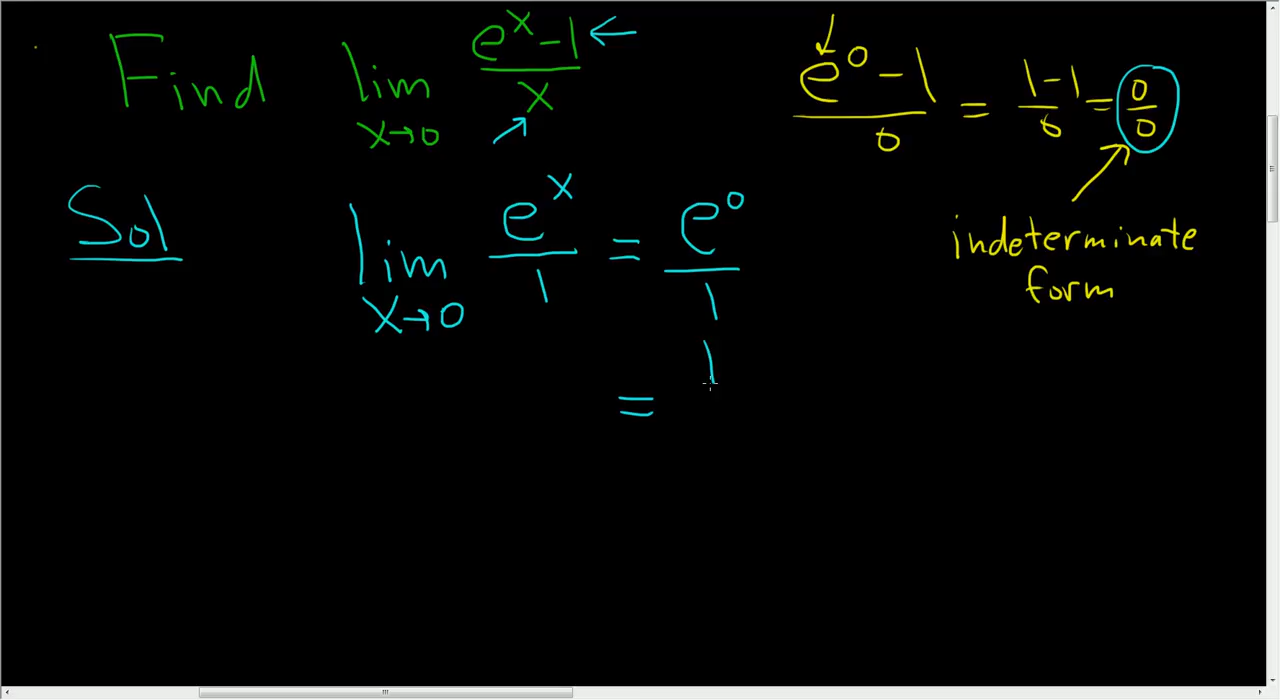 Find lim x→0 (e^x - 1)/x
(e^0 - 1)/0 = (1-1)/0 = 0/0
indeterminate
form
Sol
lim x→0 e^x/1 = e^0/1
= 1